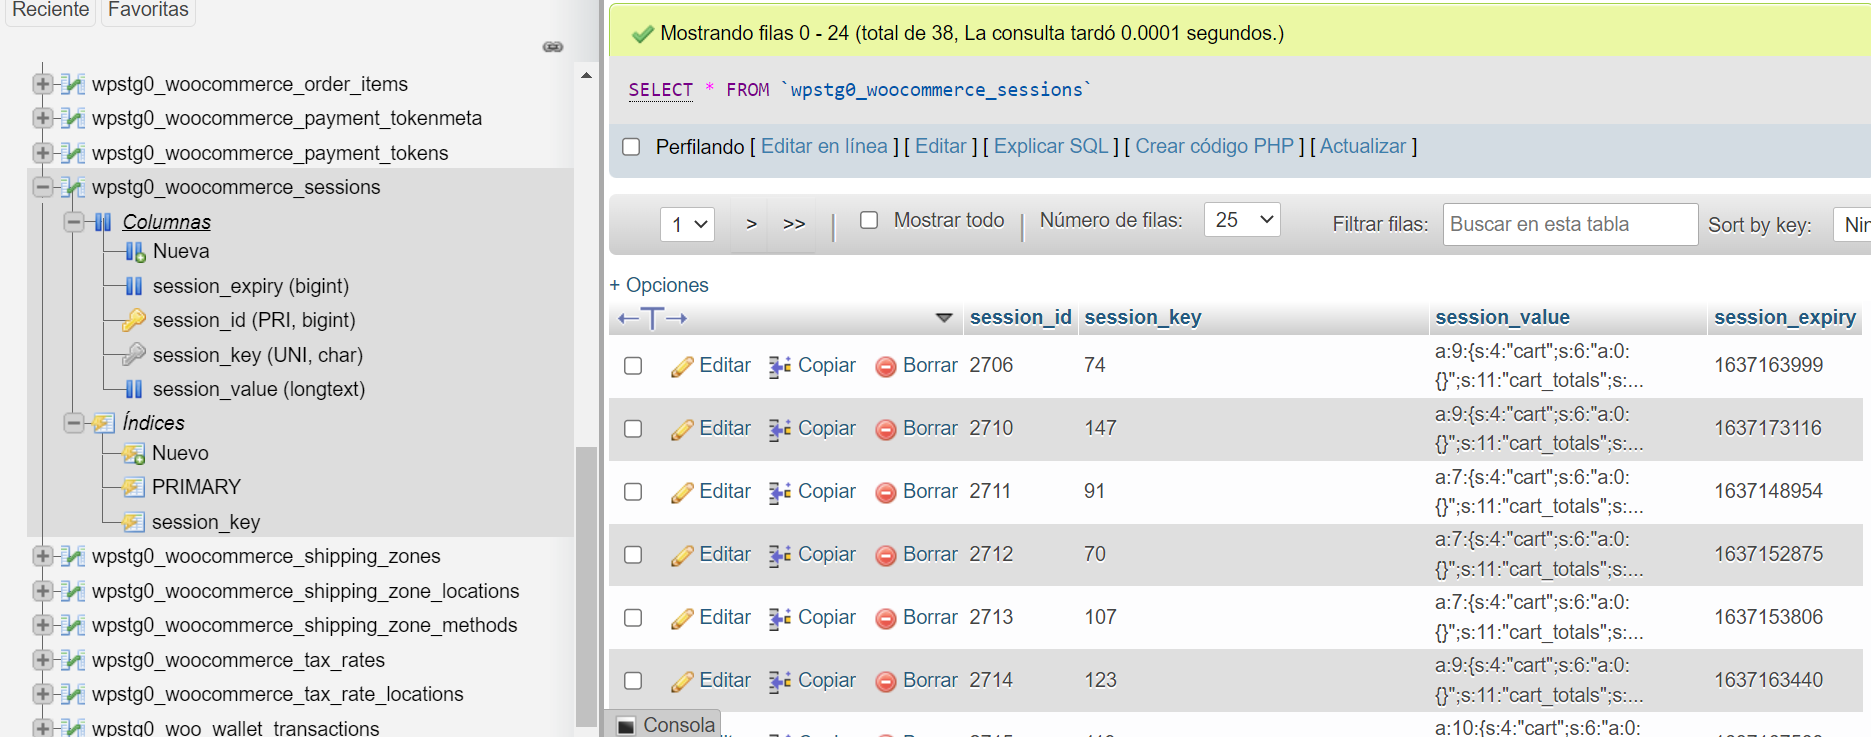 Reciente Favoritas
wpstg0_woocommerce_order_items
wpstg0_woocommerce_payment_tokenmeta
wpstg0_woocommerce_payment_tokens
wpstg0_woocommerce_sessions
Columnas
Nueva
session_expiry (bigint)
session_id (PRI, bigint)
session_key (UNI, char)
session_value (longtext)
Índices
Nuevo
PRIMARY
session_key
wpstg0_woocommerce_shipping_zones
wpstg0_woocommerce_shipping_zone_locations
wpstg0_woocommerce_shipping_zone_methods
wpstg0_woocommerce_tax_rates
wpstg0_woocommerce_tax_rate_locations
wpstg0_woo_wallet_transactions
Mostrando filas 0 - 24 (total de 38, La consulta tardó 0.0001 segundos.)
SELECT * FROM `wpstg0_woocommerce_sessions`
Perfilando [ Editar en línea ] [ Editar ] [ Explicar SQL ] [ Crear código PHP ] [ Actualizar ]
1 > >> | Mostrar todo | Número de filas: 25 Filtrar filas: Buscar en esta tabla Sort by key: Nin
+ Opciones
←T→ session_id session_key session_value session_expiry
Editar Copiar Borrar 2706 74 a:9:{s:4:"cart";s:6:"a:0: 1637163999
{}";s:11:"cart_totals";s:...
Editar Copiar Borrar 2710 147 a:9:{s:4:"cart";s:6:"a:0: 1637173116
{}";s:11:"cart_totals";s:...
Editar Copiar Borrar 2711 91 a:7:{s:4:"cart";s:6:"a:0: 1637148954
{}";s:11:"cart_totals";s:...
Editar Copiar Borrar 2712 70 a:7:{s:4:"cart";s:6:"a:0: 1637152875
{}";s:11:"cart_totals";s:...
Editar Copiar Borrar 2713 107 a:7:{s:4:"cart";s:6:"a:0: 1637153806
{}";s:11:"cart_totals";s:...
Editar Copiar Borrar 2714 123 a:9:{s:4:"cart";s:6:"a:0: 1637163440
{}";s:11:"cart_totals";s:...
a:10:{s:4:"cart";s:6:"a:0:
Consola